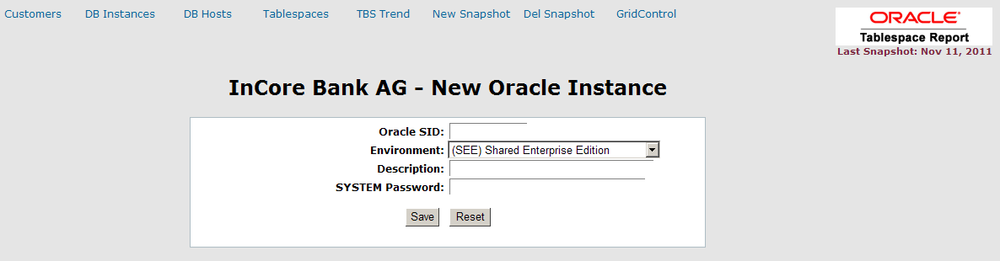 Customers DB Instances DB Hosts Tablespaces TBS Trend New Snapshot Del Snapshot GridControl
ORACLE®
Tablespace Report
Last Snapshot: Nov 11, 2011
InCore Bank AG - New Oracle Instance
Oracle SID:
Environment: (SEE) Shared Enterprise Edition
Description:
SYSTEM Password:
Save Reset